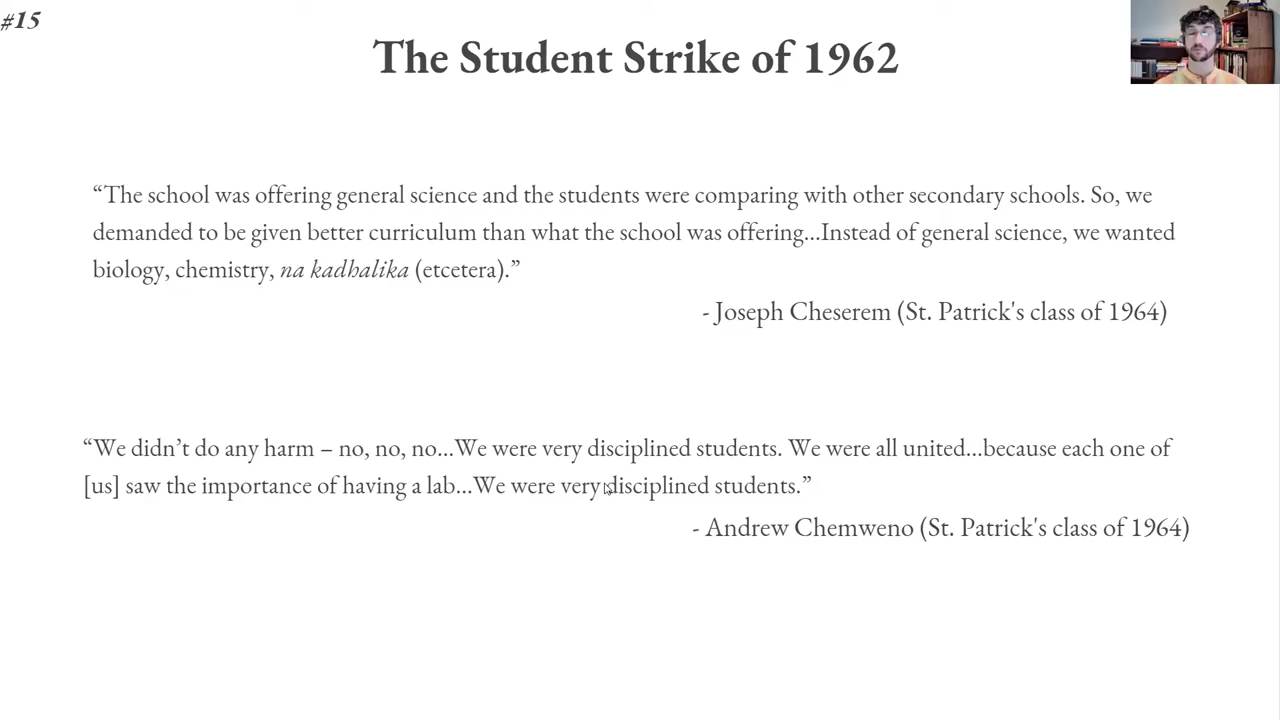 #15
The Student Strike of 1962
“The school was offering general science and the students were comparing with other secondary schools. So, we
demanded to be given better curriculum than what the school was offering...Instead of general science, we wanted
biology, chemistry, na kadhalika (etcetera).”
- Joseph Cheserem (St. Patrick's class of 1964)
“We didn’t do any harm – no, no, no...We were very disciplined students. We were all united...because each one of
[us] saw the importance of having a lab...We were very disciplined students.”
- Andrew Chemweno (St. Patrick's class of 1964)